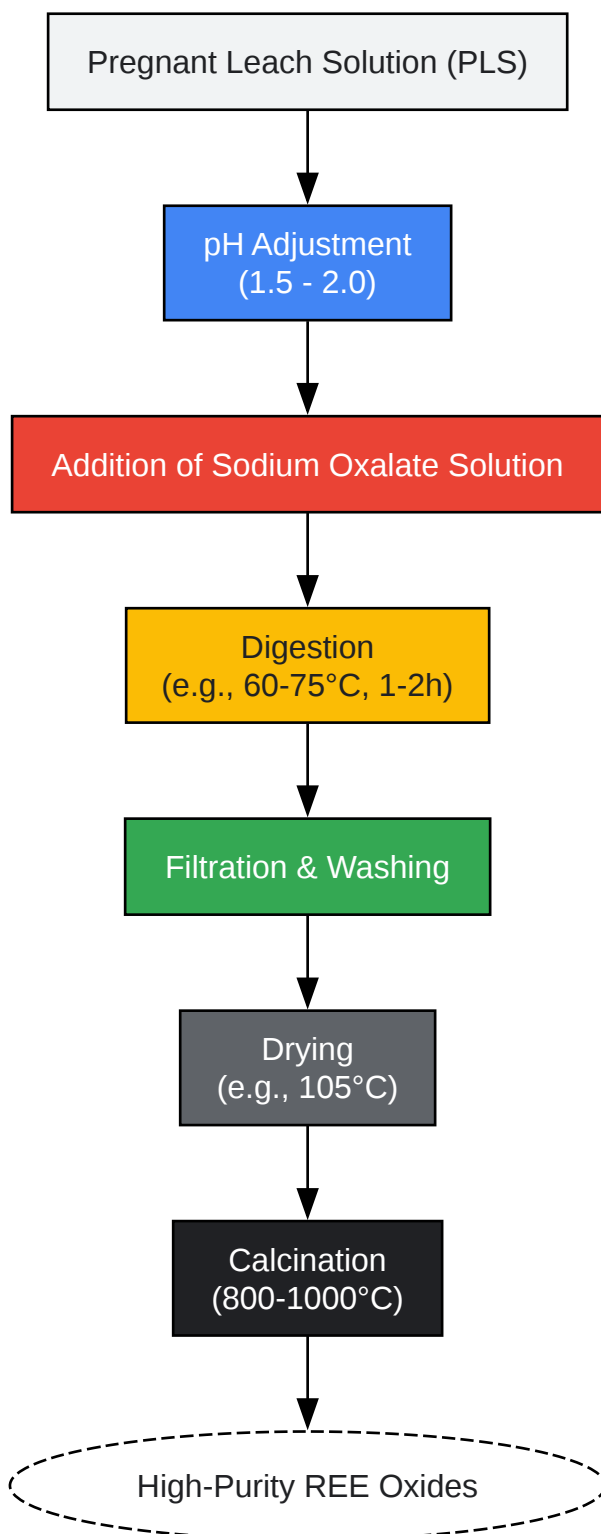 Pregnant Leach Solution (PLS)
pH Adjustment
(1.5 - 2.0)
Addition of Sodium Oxalate Solution
Digestion
(e.g., 60-75°C, 1-2h)
Filtration & Washing
Drying
(e.g., 105°C)
Calcination
(800-1000°C)
High-Purity REE Oxides